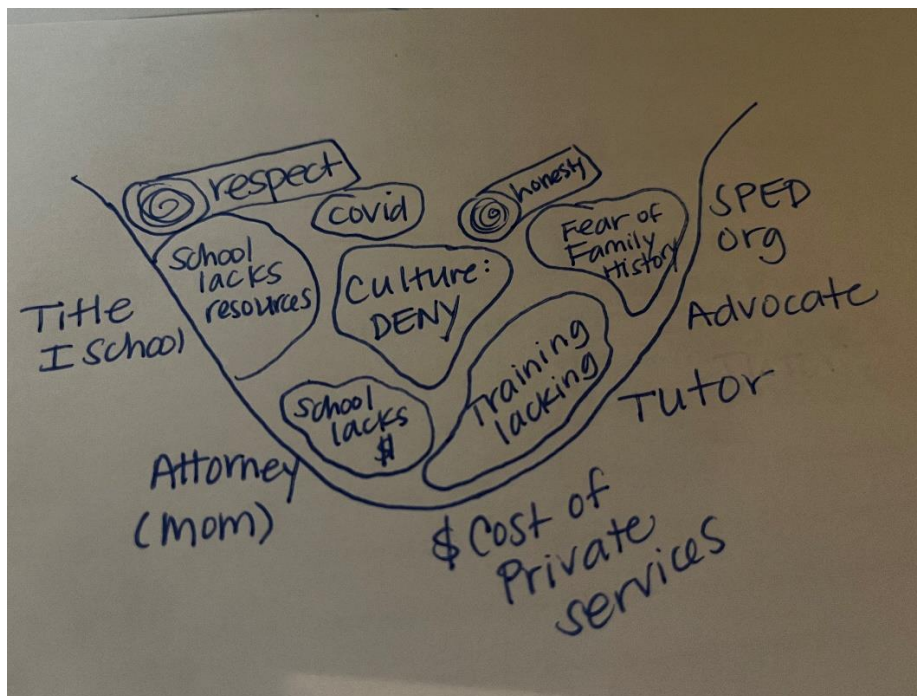 respect
covid
honesty
School
lacks
resources
Culture:
DENY
Fear of
Family
History
School
lacks
$
Training
lacking
Title
I School
Attorney
(mom)
$ Cost of
Private
services
Tutor
Advocate
SPED
org